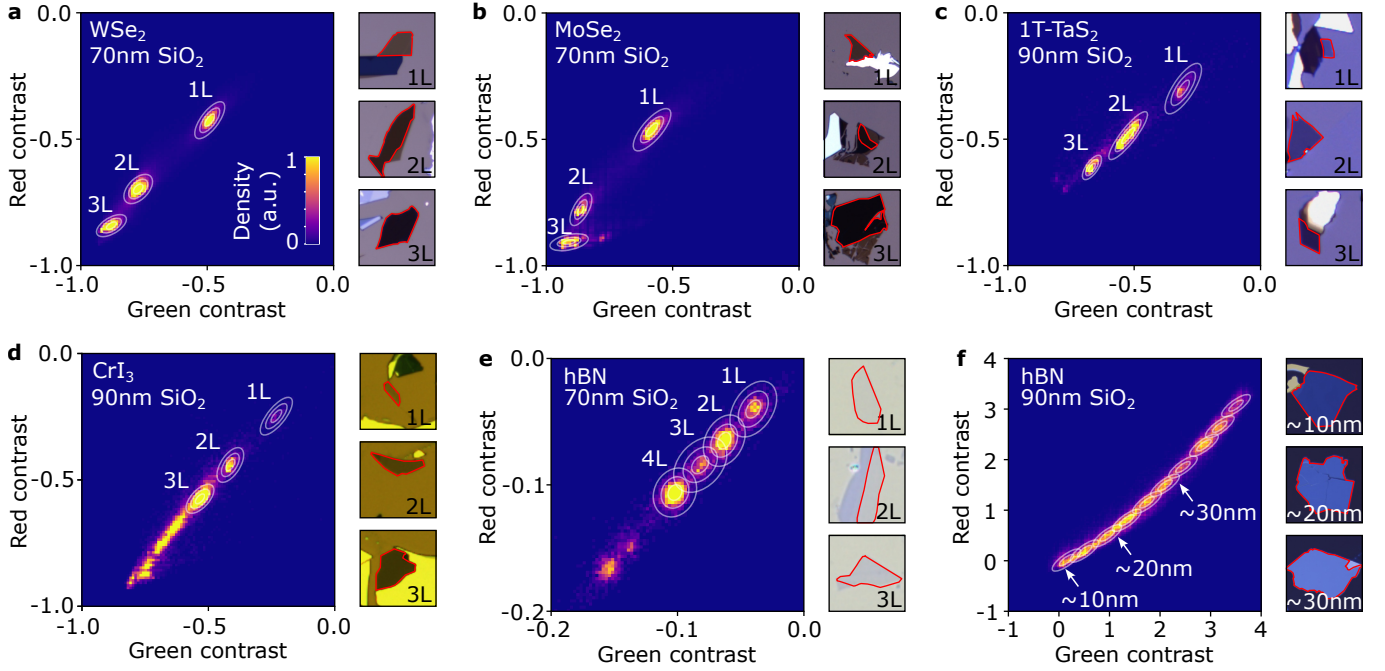 a
WSe₂
70nm SiO₂
1L
2L
3L
Density
(a.u.)
1
0
0.0
-0.5
-1.0
Red contrast
-1.0
-0.5
0.0
Green contrast
1L
2L
3L
b
MoSe₂
70nm SiO₂
1L
2L
3L
0.0
-0.5
-1.0
Red contrast
-1.0
-0.5
0.0
Green contrast
1L
2L
3L
c
1T-TaS₂
90nm SiO₂
1L
2L
3L
0.0
-0.5
-1.0
Red contrast
-1.0
-0.5
0.0
Green contrast
1L
2L
3L
d
CrI₃
90nm SiO₂
1L
2L
3L
0.0
-0.5
-1.0
Red contrast
-1.0
-0.5
0.0
Green contrast
1L
2L
3L
e
hBN
70nm SiO₂
1L
2L
3L
4L
0.0
-0.1
-0.2
Red contrast
-0.2
-0.1
0.0
Green contrast
1L
2L
3L
f
hBN
90nm SiO₂
~30nm
~20nm
~10nm
4
3
2
1
0
-1
Red contrast
-1
0
1
2
3
4
Green contrast
~10nm
~20nm
~30nm